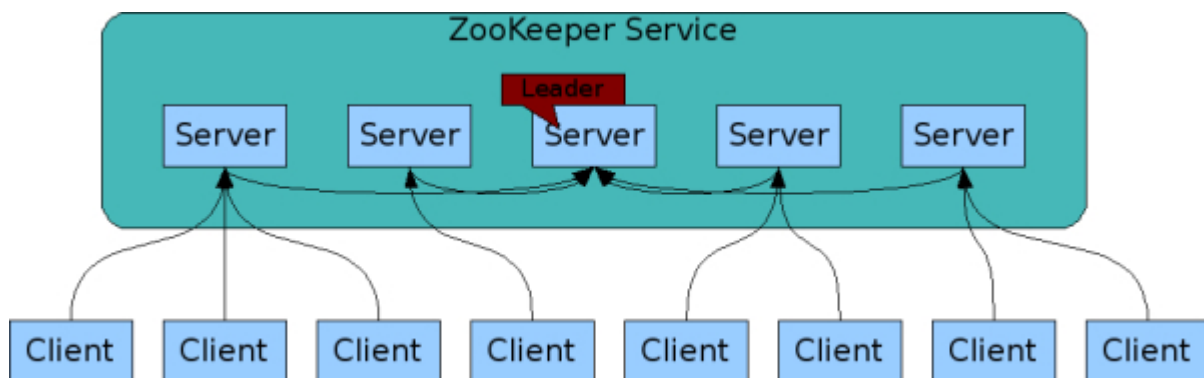 ZooKeeper Service
Leader
Server Server Server Server Server
Client Client Client Client Client Client Client Client